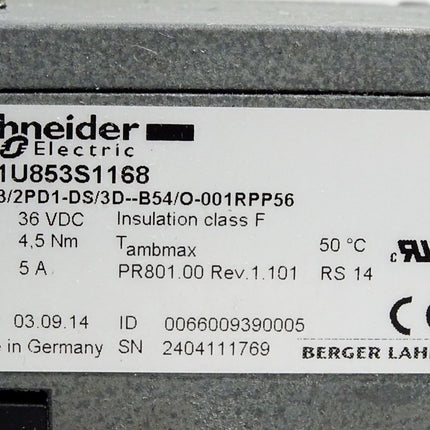 hneider
Electric
1U853S1168
3/2PD1-DS/3D--B54/O-001RPP56
36 VDC Insulation class F
4,5 Nm Tambmax 50 °C
5 A PR801.00 Rev.1.101 RS 14
03.09.14 ID 0066009390005
e in Germany SN 2404111769
BERGER LAH